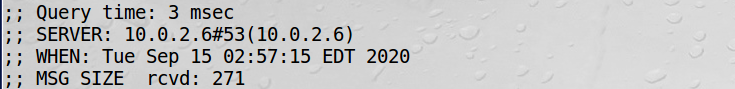 ;; Query time: 3 msec
;; SERVER: 10.0.2.6#53(10.0.2.6)
;; WHEN: Tue Sep 15 02:57:15 EDT 2020
;; MSG SIZE  rcvd: 271